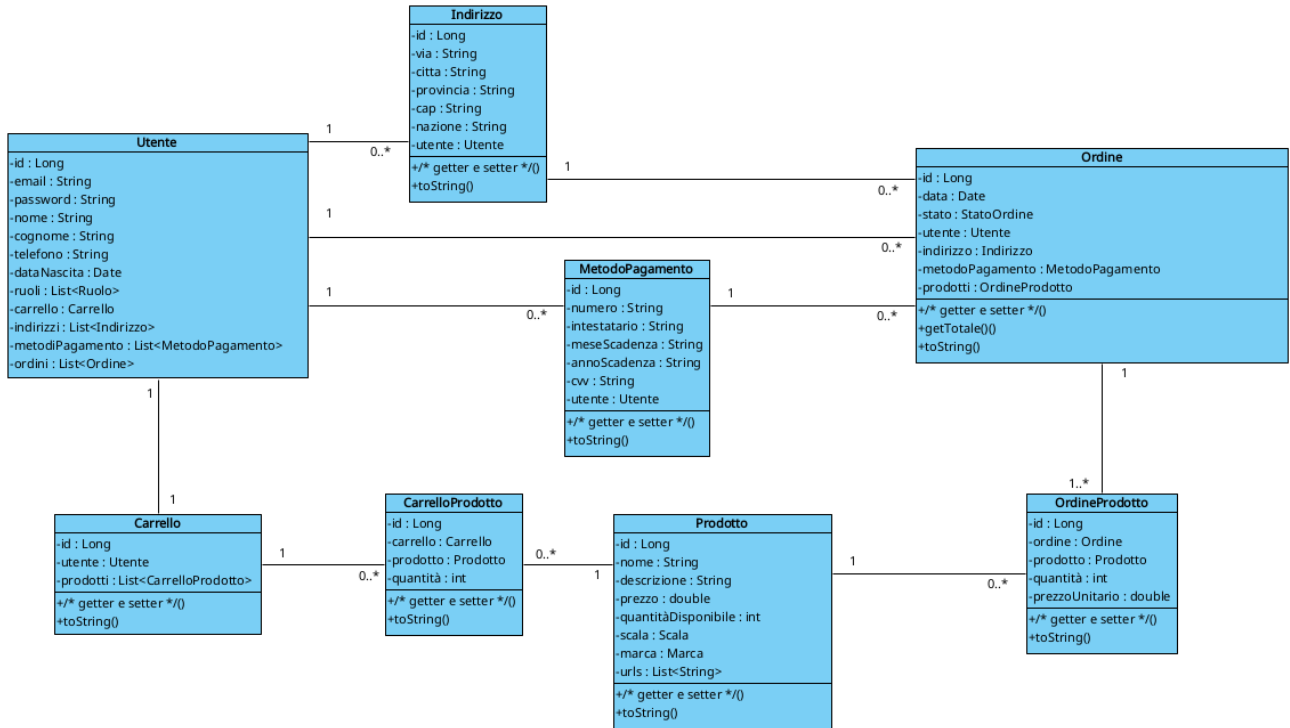 Indirizzo
-id : Long
-via : String
-citta : String
-provincia : String
-cap : String
-nazione : String
-utente : Utente
+/* getter e setter */()
+toString()
Utente
-id : Long
-email : String
-password : String
-nome : String
-cognome : String
-telefono : String
-dataNascita : Date
-ruoli : List<Ruolo>
-carrello : Carrello
-indirizzi : List<Indirizzo>
-metodiPagamento : List<MetodoPagamento>
-ordini : List<Ordine>
1
0..*
1
0..*
1
0..*
1
0..*
1
0..*
Ordine
-id : Long
-data : Date
-stato : StatoOrdine
-utente : Utente
-indirizzo : Indirizzo
-metodoPagamento : MetodoPagamento
-prodotti : OrdineProdotto
+/* getter e setter */()
+getTotale()()
+toString()
MetodoPagamento
-id : Long
-numero : String
-intestatario : String
-meseScadenza : String
-annoScadenza : String
-cvv : String
-utente : Utente
+/* getter e setter */()
+toString()
1
1
1
1..*
Carrello
-id : Long
-utente : Utente
-prodotti : List<CarrelloProdotto>
+/* getter e setter */()
+toString()
1
0..*
CarrelloProdotto
-id : Long
-carrello : Carrello
-prodotto : Prodotto
-quantità : int
+/* getter e setter */()
+toString()
0..*
1
Prodotto
-id : Long
-nome : String
-descrizione : String
-prezzo : double
-quantitàDisponibile : int
-scala : Scala
-marca : Marca
-urls : List<String>
+/* getter e setter */()
+toString()
1
0..*
OrdineProdotto
-id : Long
-ordine : Ordine
-prodotto : Prodotto
-quantità : int
-prezzoUnitario : double
+/* getter e setter */()
+toString()